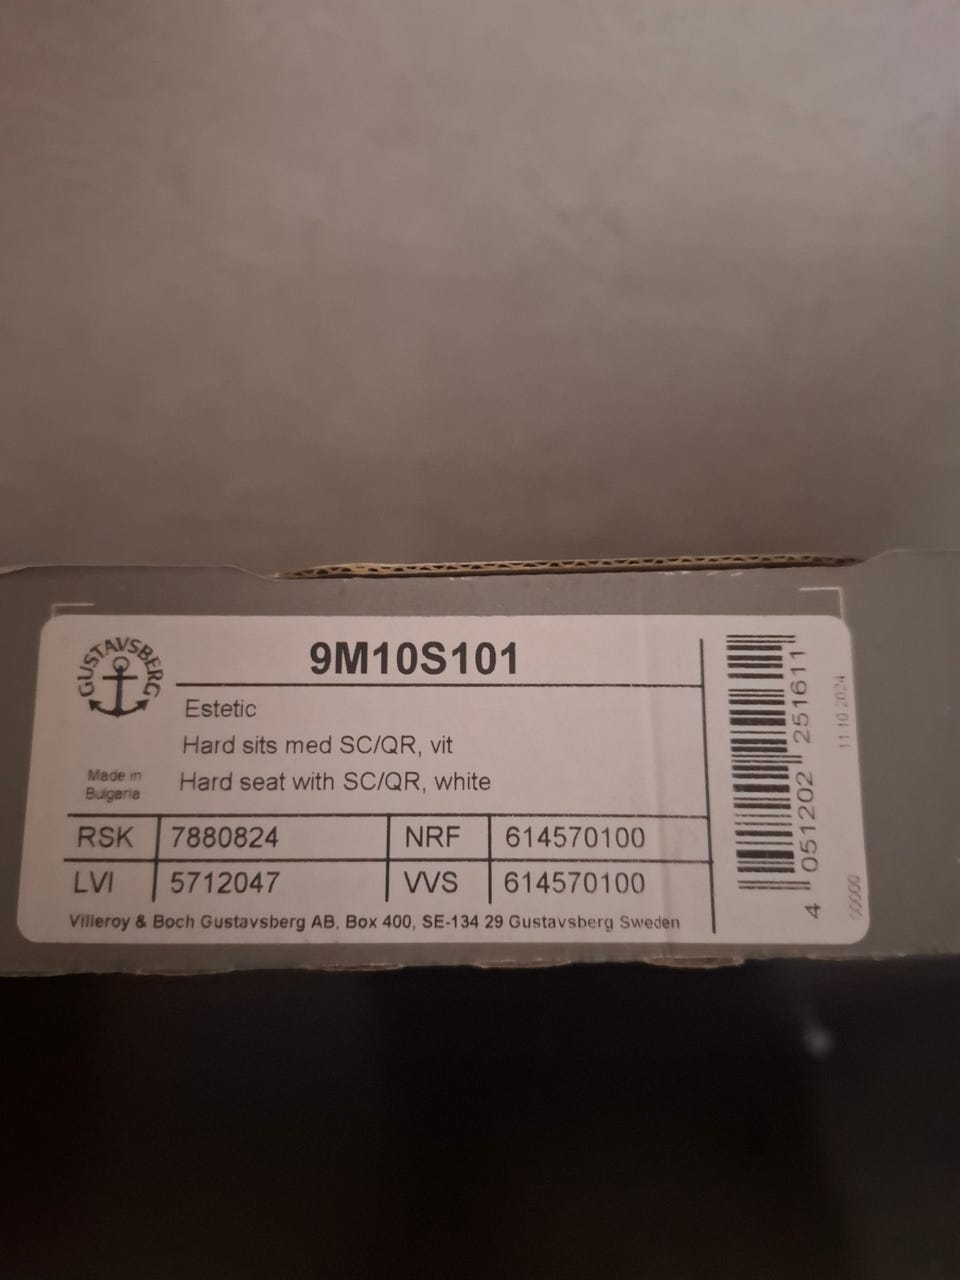 GUSTAVSBERG
9M10S101
Estetic
Hard sits med SC/QR, vit
Made in
Bulgaria
Hard seat with SC/QR, white
RSK 7880824 NRF 614570100
LVI 5712047 VVS 614570100
Villeroy & Boch Gustavsberg AB, Box 400, SE-134 29 Gustavsberg Sweden
4 051202 251611
11 10 2024